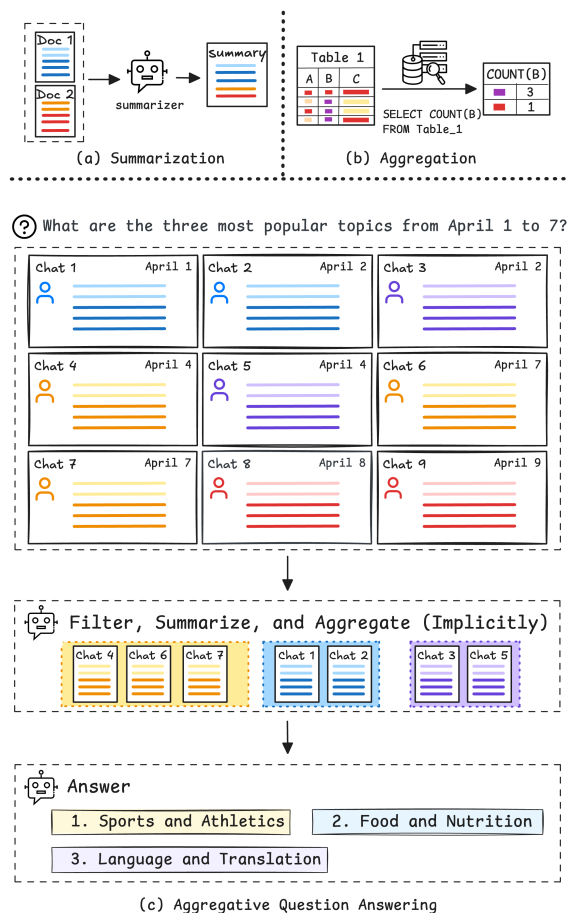 Doc 1
Doc 2
summarizer
Summary
(a) Summarization
Table 1
A B C
SELECT COUNT(B)
FROM Table_1
COUNT(B)
3
1
(b) Aggregation
? What are the three most popular topics from April 1 to 7?
Chat 1 April 1
Chat 2 April 2
Chat 3 April 2
Chat 4 April 4
Chat 5 April 4
Chat 6 April 7
Chat 7 April 7
Chat 8 April 8
Chat 9 April 9
Filter, Summarize, and Aggregate (Implicitly)
Chat 4 Chat 6 Chat 7 Chat 1 Chat 2 Chat 3 Chat 5
Answer
1. Sports and Athletics
2. Food and Nutrition
3. Language and Translation
(c) Aggregative Question Answering